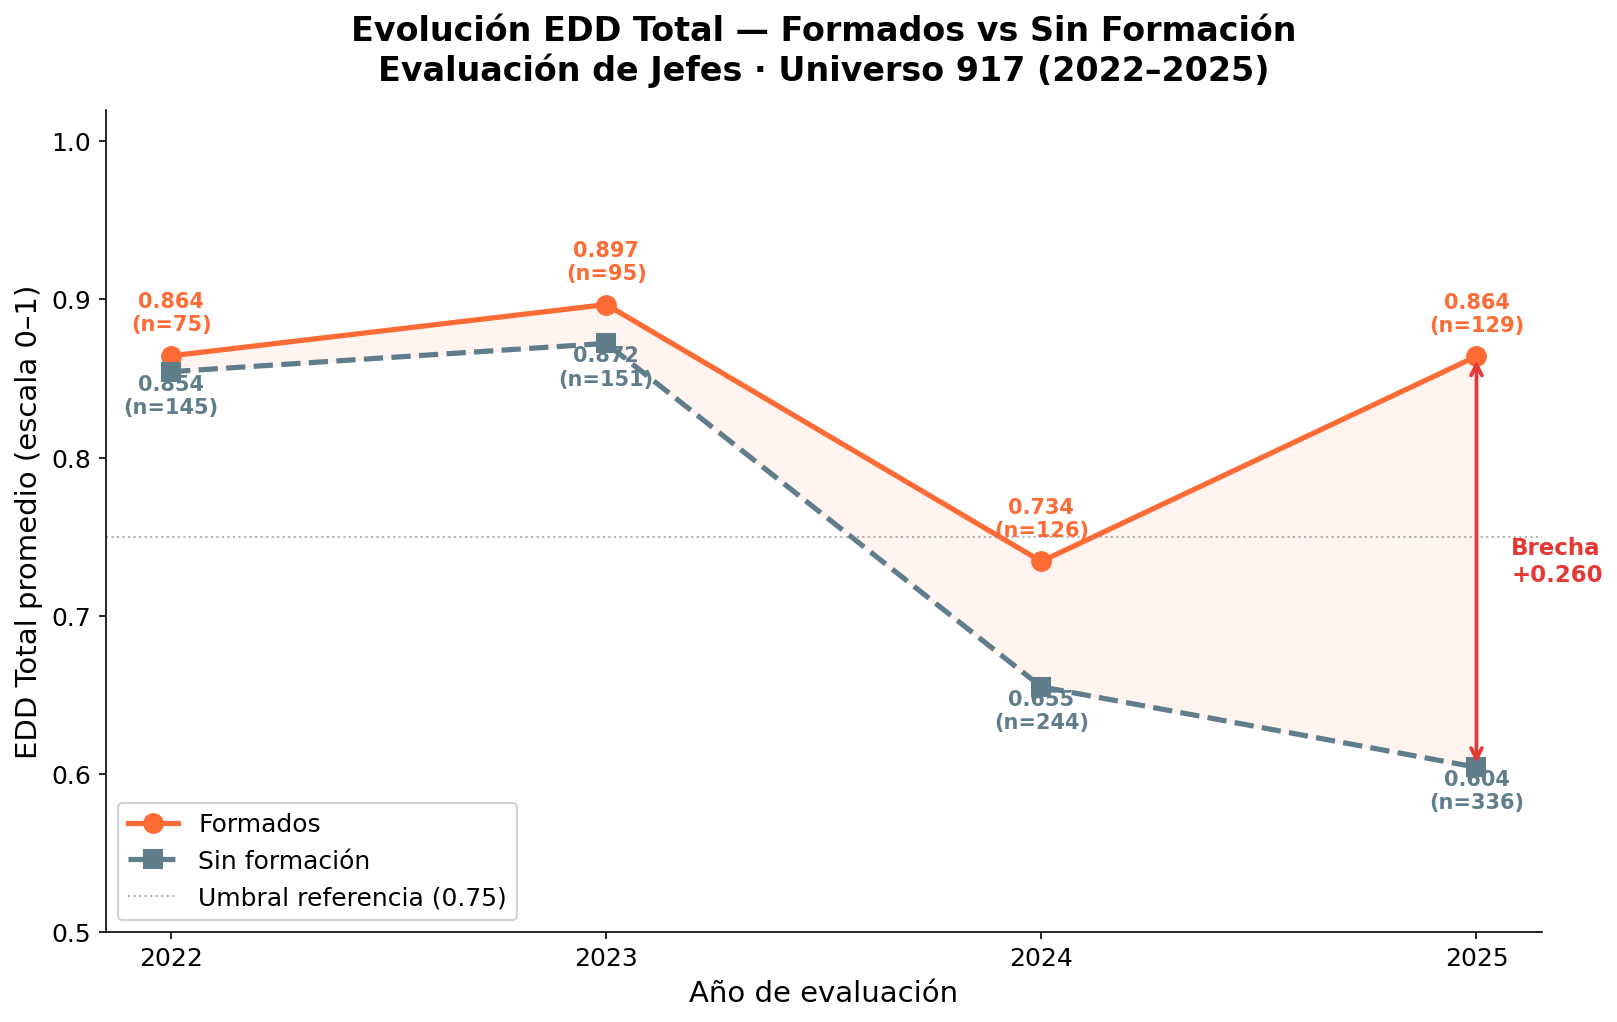 Evolución EDD Total — Formados vs Sin Formación
Evaluación de Jefes · Universo 917 (2022–2025)
EDD Total promedio (escala 0–1)
1.0
0.9
0.8
0.7
0.6
0.5
0.864
(n=75)
0.854
(n=145)
0.897
(n=95)
0.872
(n=151)
0.734
(n=126)
0.655
(n=244)
0.864
(n=129)
Brecha
+0.260
0.604
(n=336)
Formados
Sin formación
Umbral referencia (0.75)
2022
2023
2024
2025
Año de evaluación